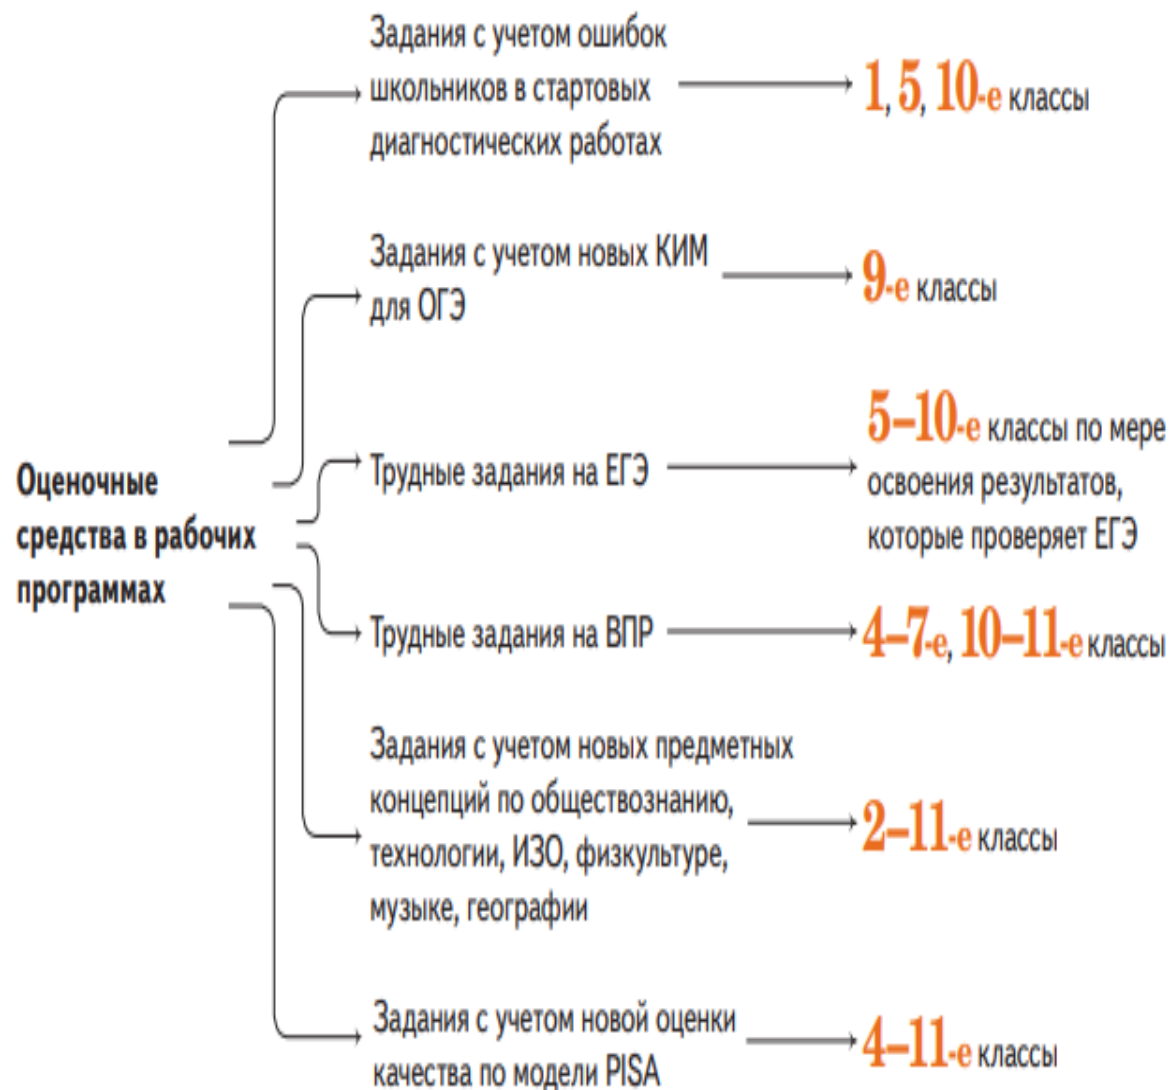 Задания с учетом ошибок
школьников в стартовых
диагностических работах
1, 5, 10-е классы
Задания с учетом новых КИМ
для ОГЭ
9-е классы
Оценочные
средства в рабочих
программах
Трудные задания на ЕГЭ
5–10-е классы по мере
освоения результатов,
которые проверяет ЕГЭ
Трудные задания на ВПР
4–7-е, 10–11-е классы
Задания с учетом новых предметных
концепций по обществознанию,
технологии, ИЗО, физкультуре,
музыке, географии
2–11-е классы
Задания с учетом новой оценки
качества по модели PISA
4–11-е классы